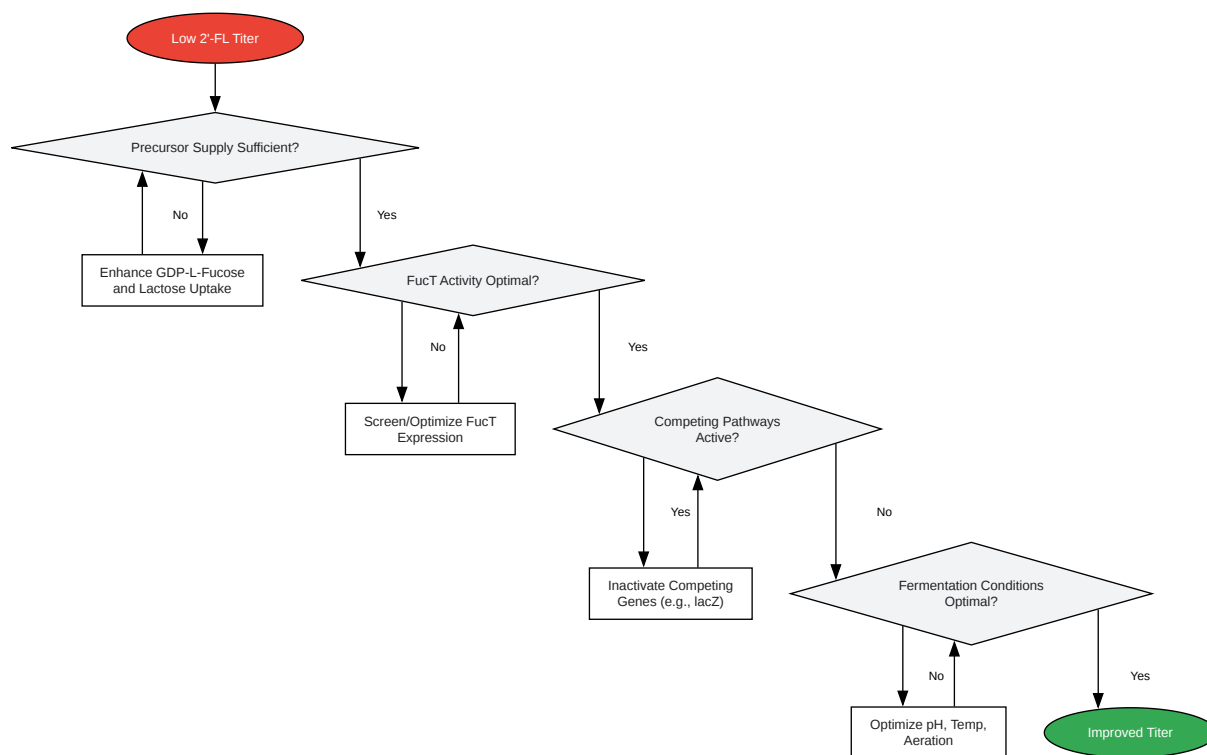 Low 2'-FL Titer
Precursor Supply Sufficient?
No
Yes
Enhance GDP-L-Fucose
and Lactose Uptake
FucT Activity Optimal?
No
Yes
Screen/Optimize FucT
Expression
Competing Pathways
Active?
Yes
No
Inactivate Competing
Genes (e.g., lacZ)
Fermentation Conditions
Optimal?
No
Yes
Optimize pH, Temp,
Aeration
Improved Titer